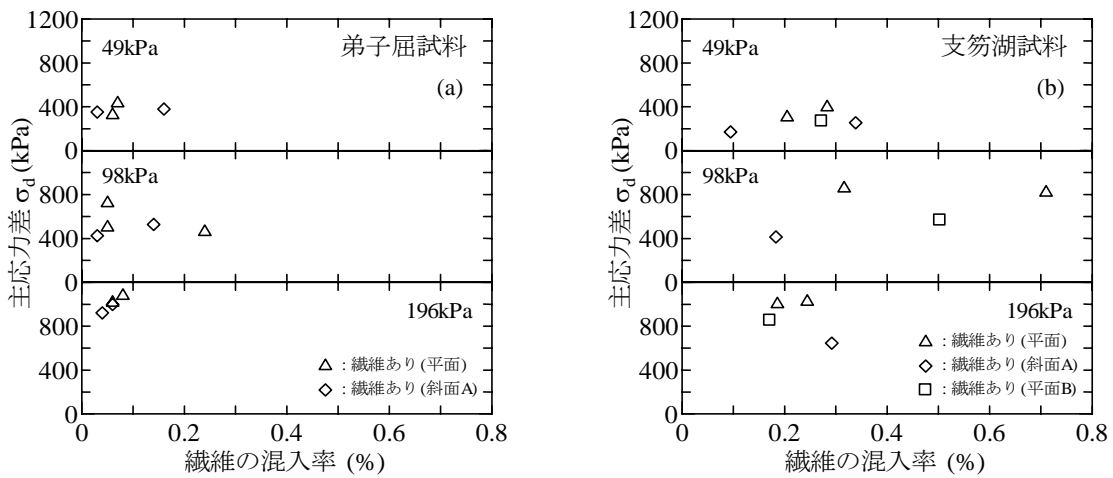 1200
49kPa 弟子屈試料
800
(a)
400
0
98kPa
800
400
0
196kPa
800
△ : 繊維あり(平面)
400
◇ : 繊維あり(斜面A)
0
0 0.2 0.4 0.6 0.8
繊維の混入率 (%)
主応力差 σd (kPa)
1200
49kPa 支笏湖試料
800
(b)
400
0
98kPa
800
400
0
196kPa
800
△ : 繊維あり(平面)
400
◇ : 繊維あり(斜面A)
□ : 繊維あり(平面B)
0
0 0.2 0.4 0.6 0.8
繊維の混入率 (%)
主応力差 σd (kPa)